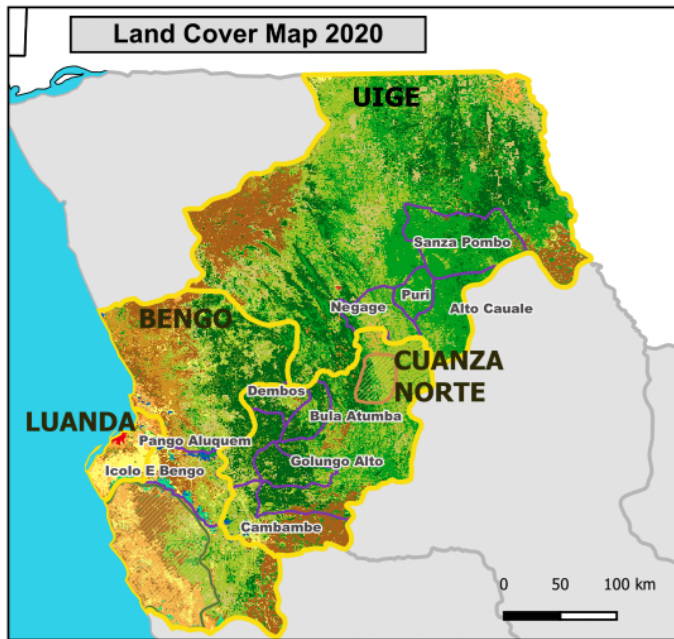 Land Cover Map 2020
UIGE
Sanza Pombo
Puri
Negage
Alto Cauale
BENGO
CUANZA
NORTE
Dembos
Bula Atumba
LUANDA
Pango Aluquem
Golungo Alto
Icolo E Bengo
Cambambe
0 50 100 km